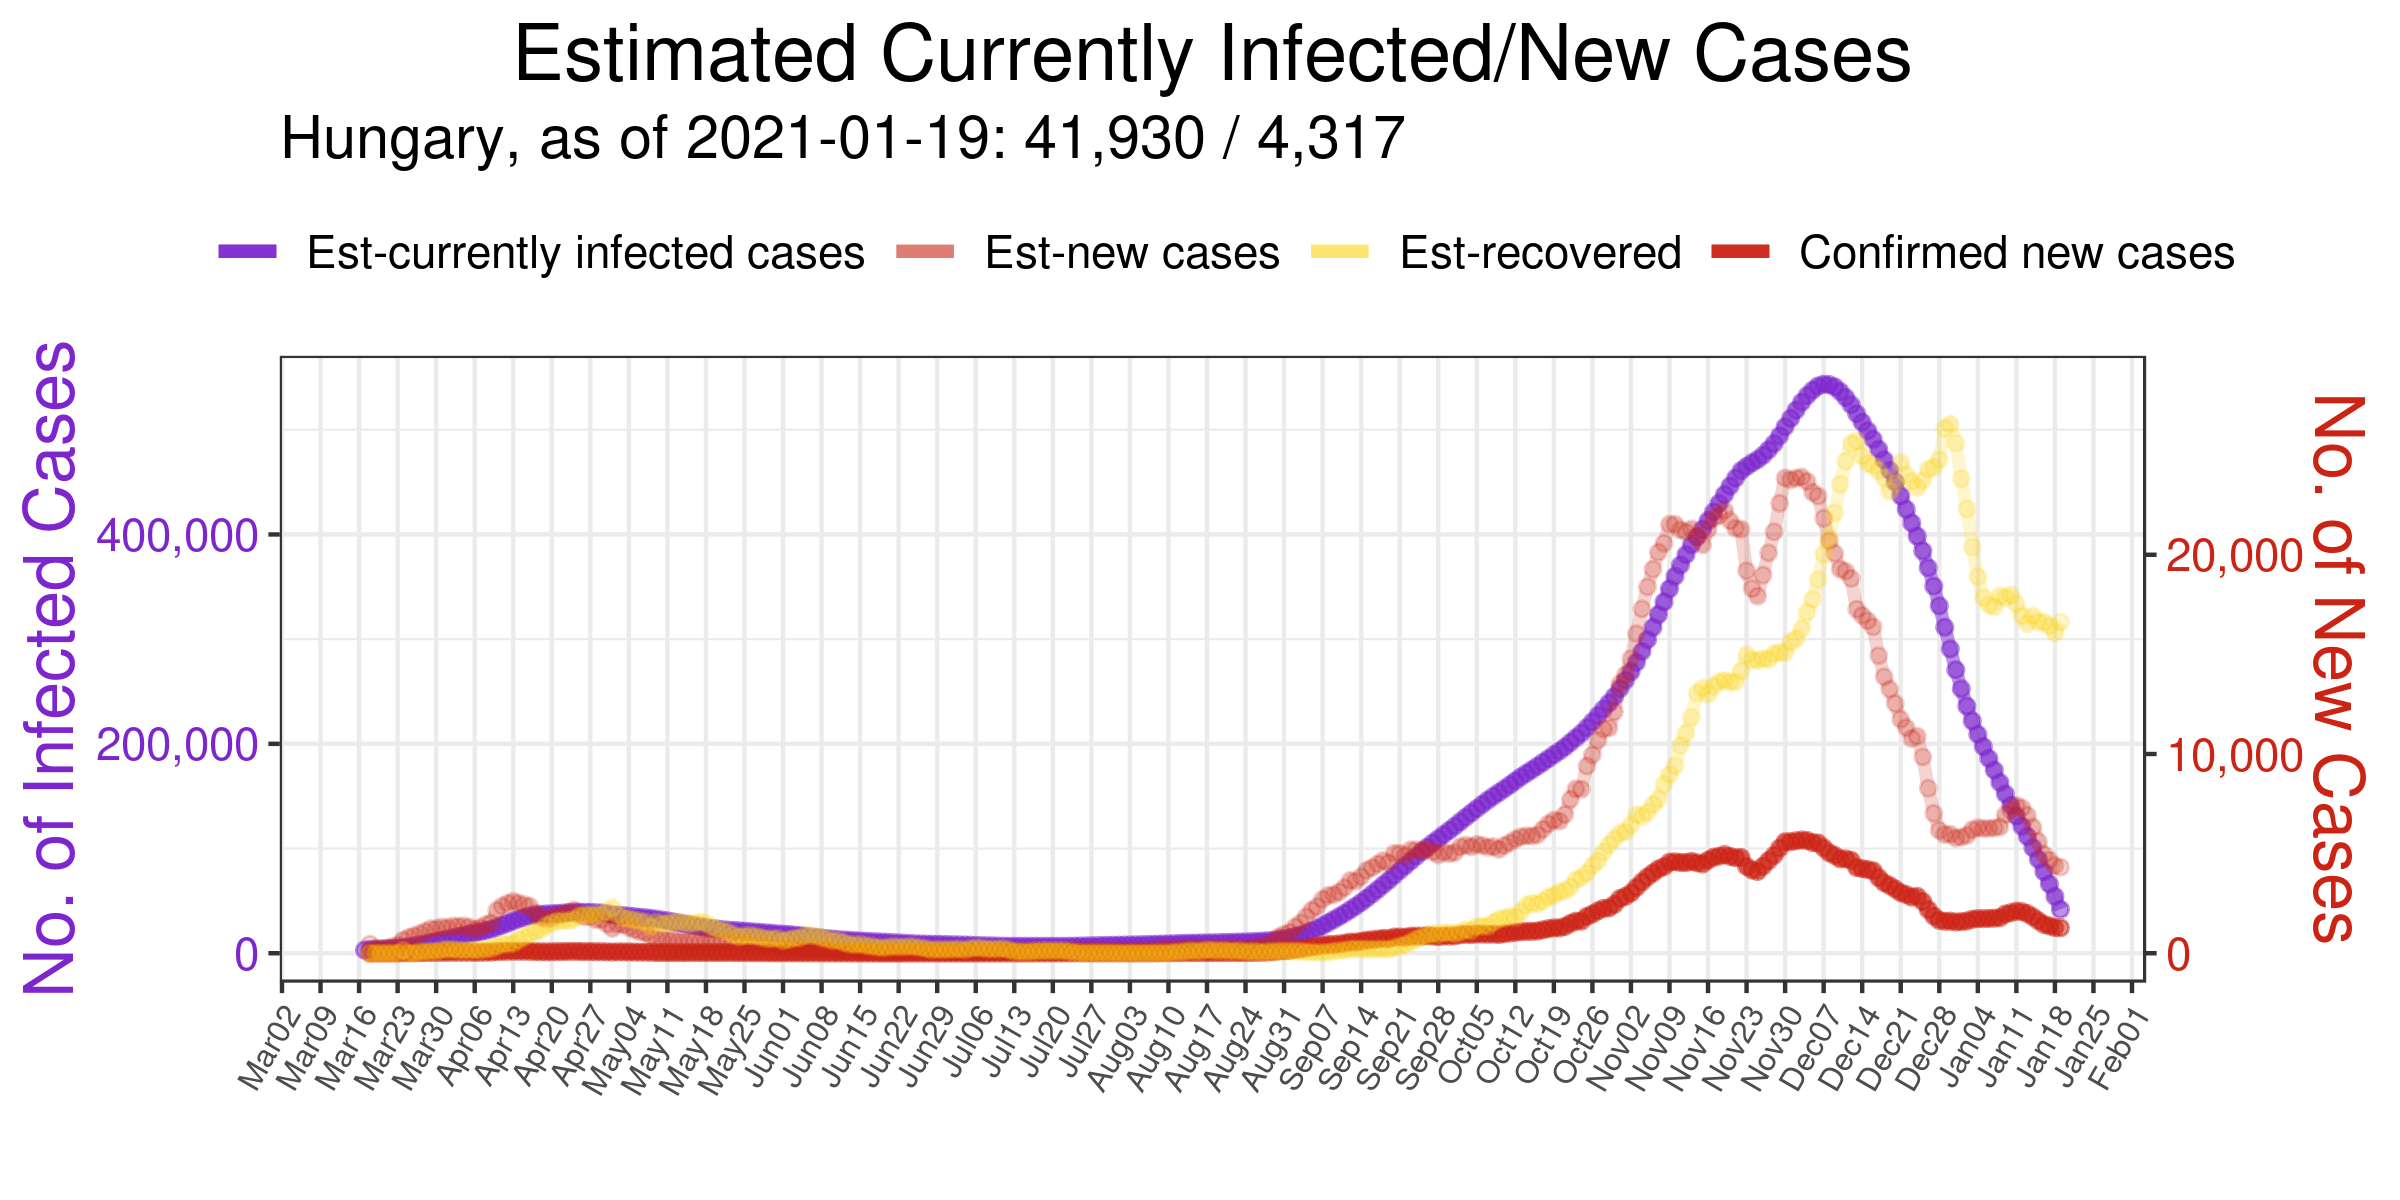 Estimated Currently Infected/New Cases
Hungary, as of 2021-01-19: 41,930 / 4,317
Est-currently infected cases Est-new cases Est-recovered Confirmed new cases
No. of Infected Cases
400,000
200,000
0
20,000
10,000
0
No. of New Cases
Mar02 Mar09 Mar16 Mar23 Mar30 Apr06 Apr13 Apr20 Apr27 May04 May11 May18 May25 Jun01 Jun08 Jun15 Jun22 Jun29 Jul06 Jul13 Jul20 Jul27 Aug03 Aug10 Aug17 Aug24 Aug31 Sep07 Sep14 Sep21 Sep28 Oct05 Oct12 Oct19 Oct26 Nov02 Nov09 Nov16 Nov23 Nov30 Dec07 Dec14 Dec21 Dec28 Jan04 Jan11 Jan18 Jan25 Feb01